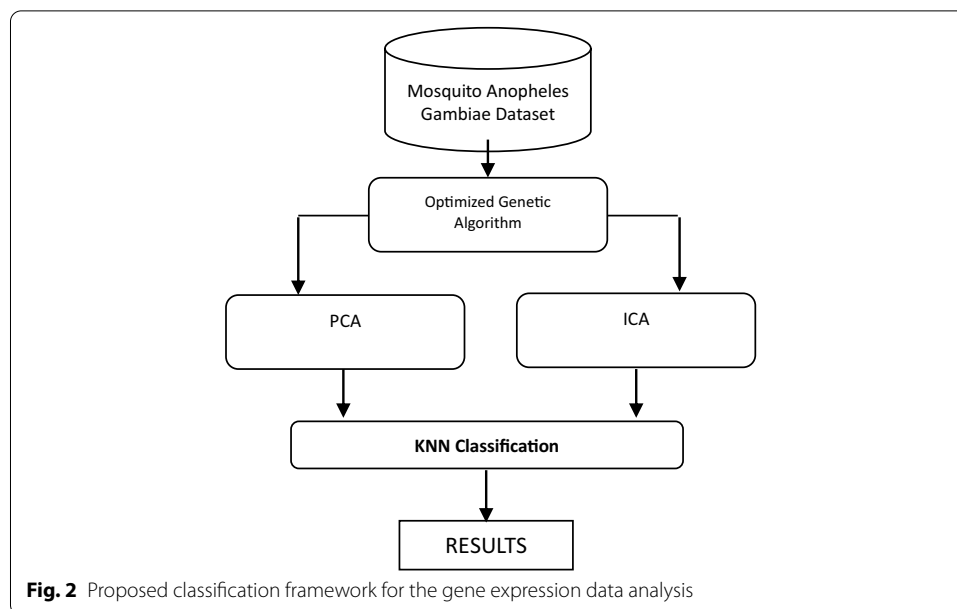 Mosquito Anopheles
Gambiae Dataset
Optimized Genetic
Algorithm
PCA
ICA
KNN Classification
RESULTS
Fig. 2 Proposed classification framework for the gene expression data analysis